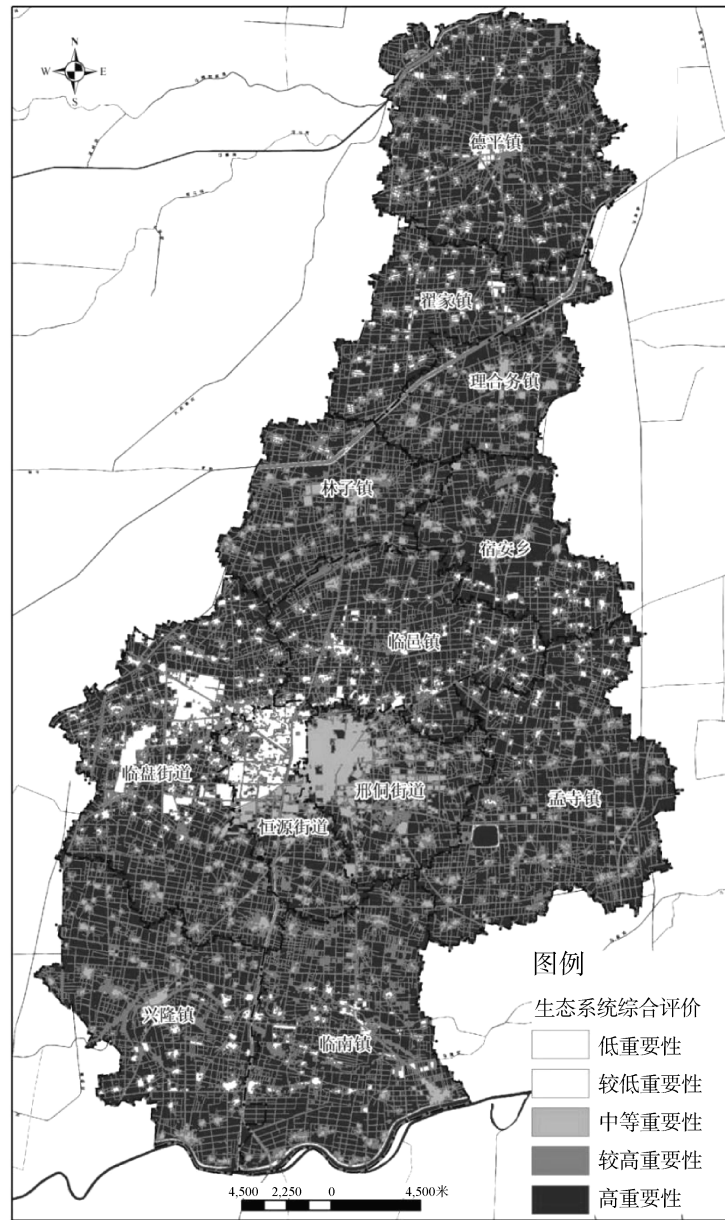 N
W E
S
德平镇
翟家镇
理合务镇
林子镇
宿安乡
临邑镇
临盘街道
邢侗街道
孟寺镇
恒源街道
兴隆镇
临南镇
图例
生态系统综合评价
低重要性
较低重要性
中等重要性
较高重要性
高重要性
4,500 2,250 0 4,500米